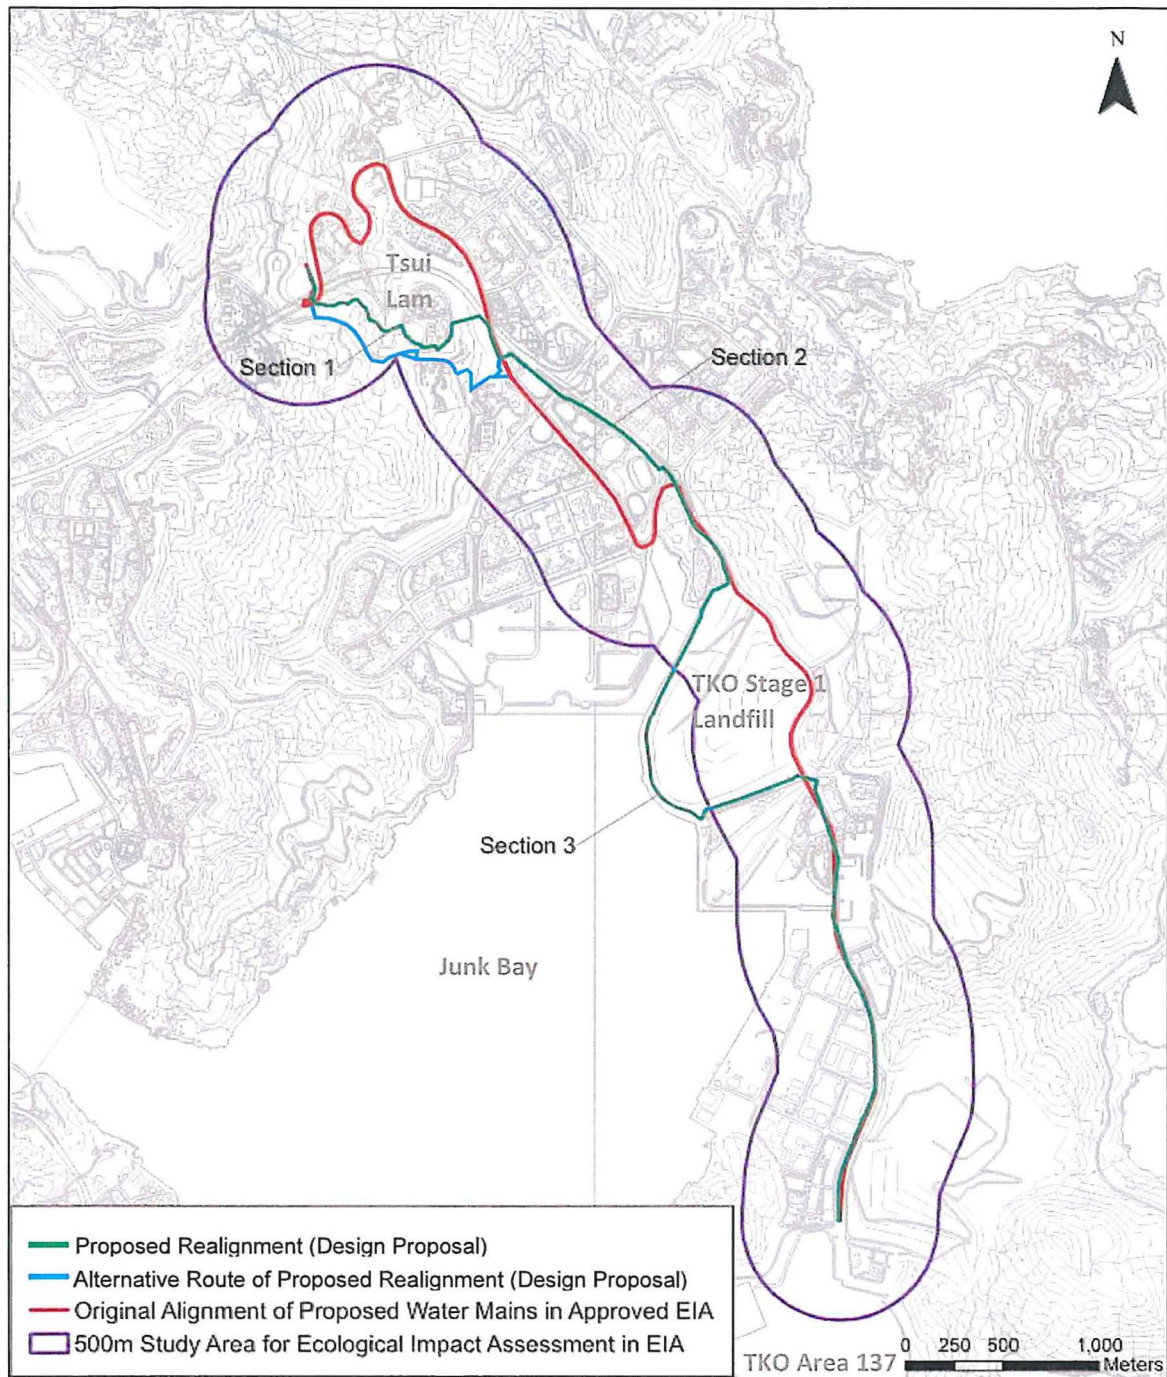 N
Tsui
Lam
Section 1
Section 2
TKO Stage 1
Landfill
Section 3
Junk Bay
Proposed Realignment (Design Proposal)
Alternative Route of Proposed Realignment (Design Proposal)
Original Alignment of Proposed Water Mains in Approved EIA
500m Study Area for Ecological Impact Assessment in EIA
TKO Area 137
0 250 500 1,000
Meters